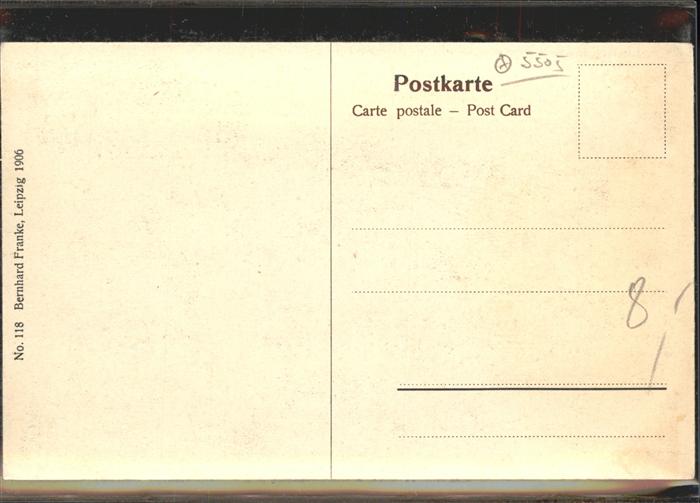 5505
Postkarte
Carte postale – Post Card
No. 118 Bernhard Franke, Leipzig 1906
8,